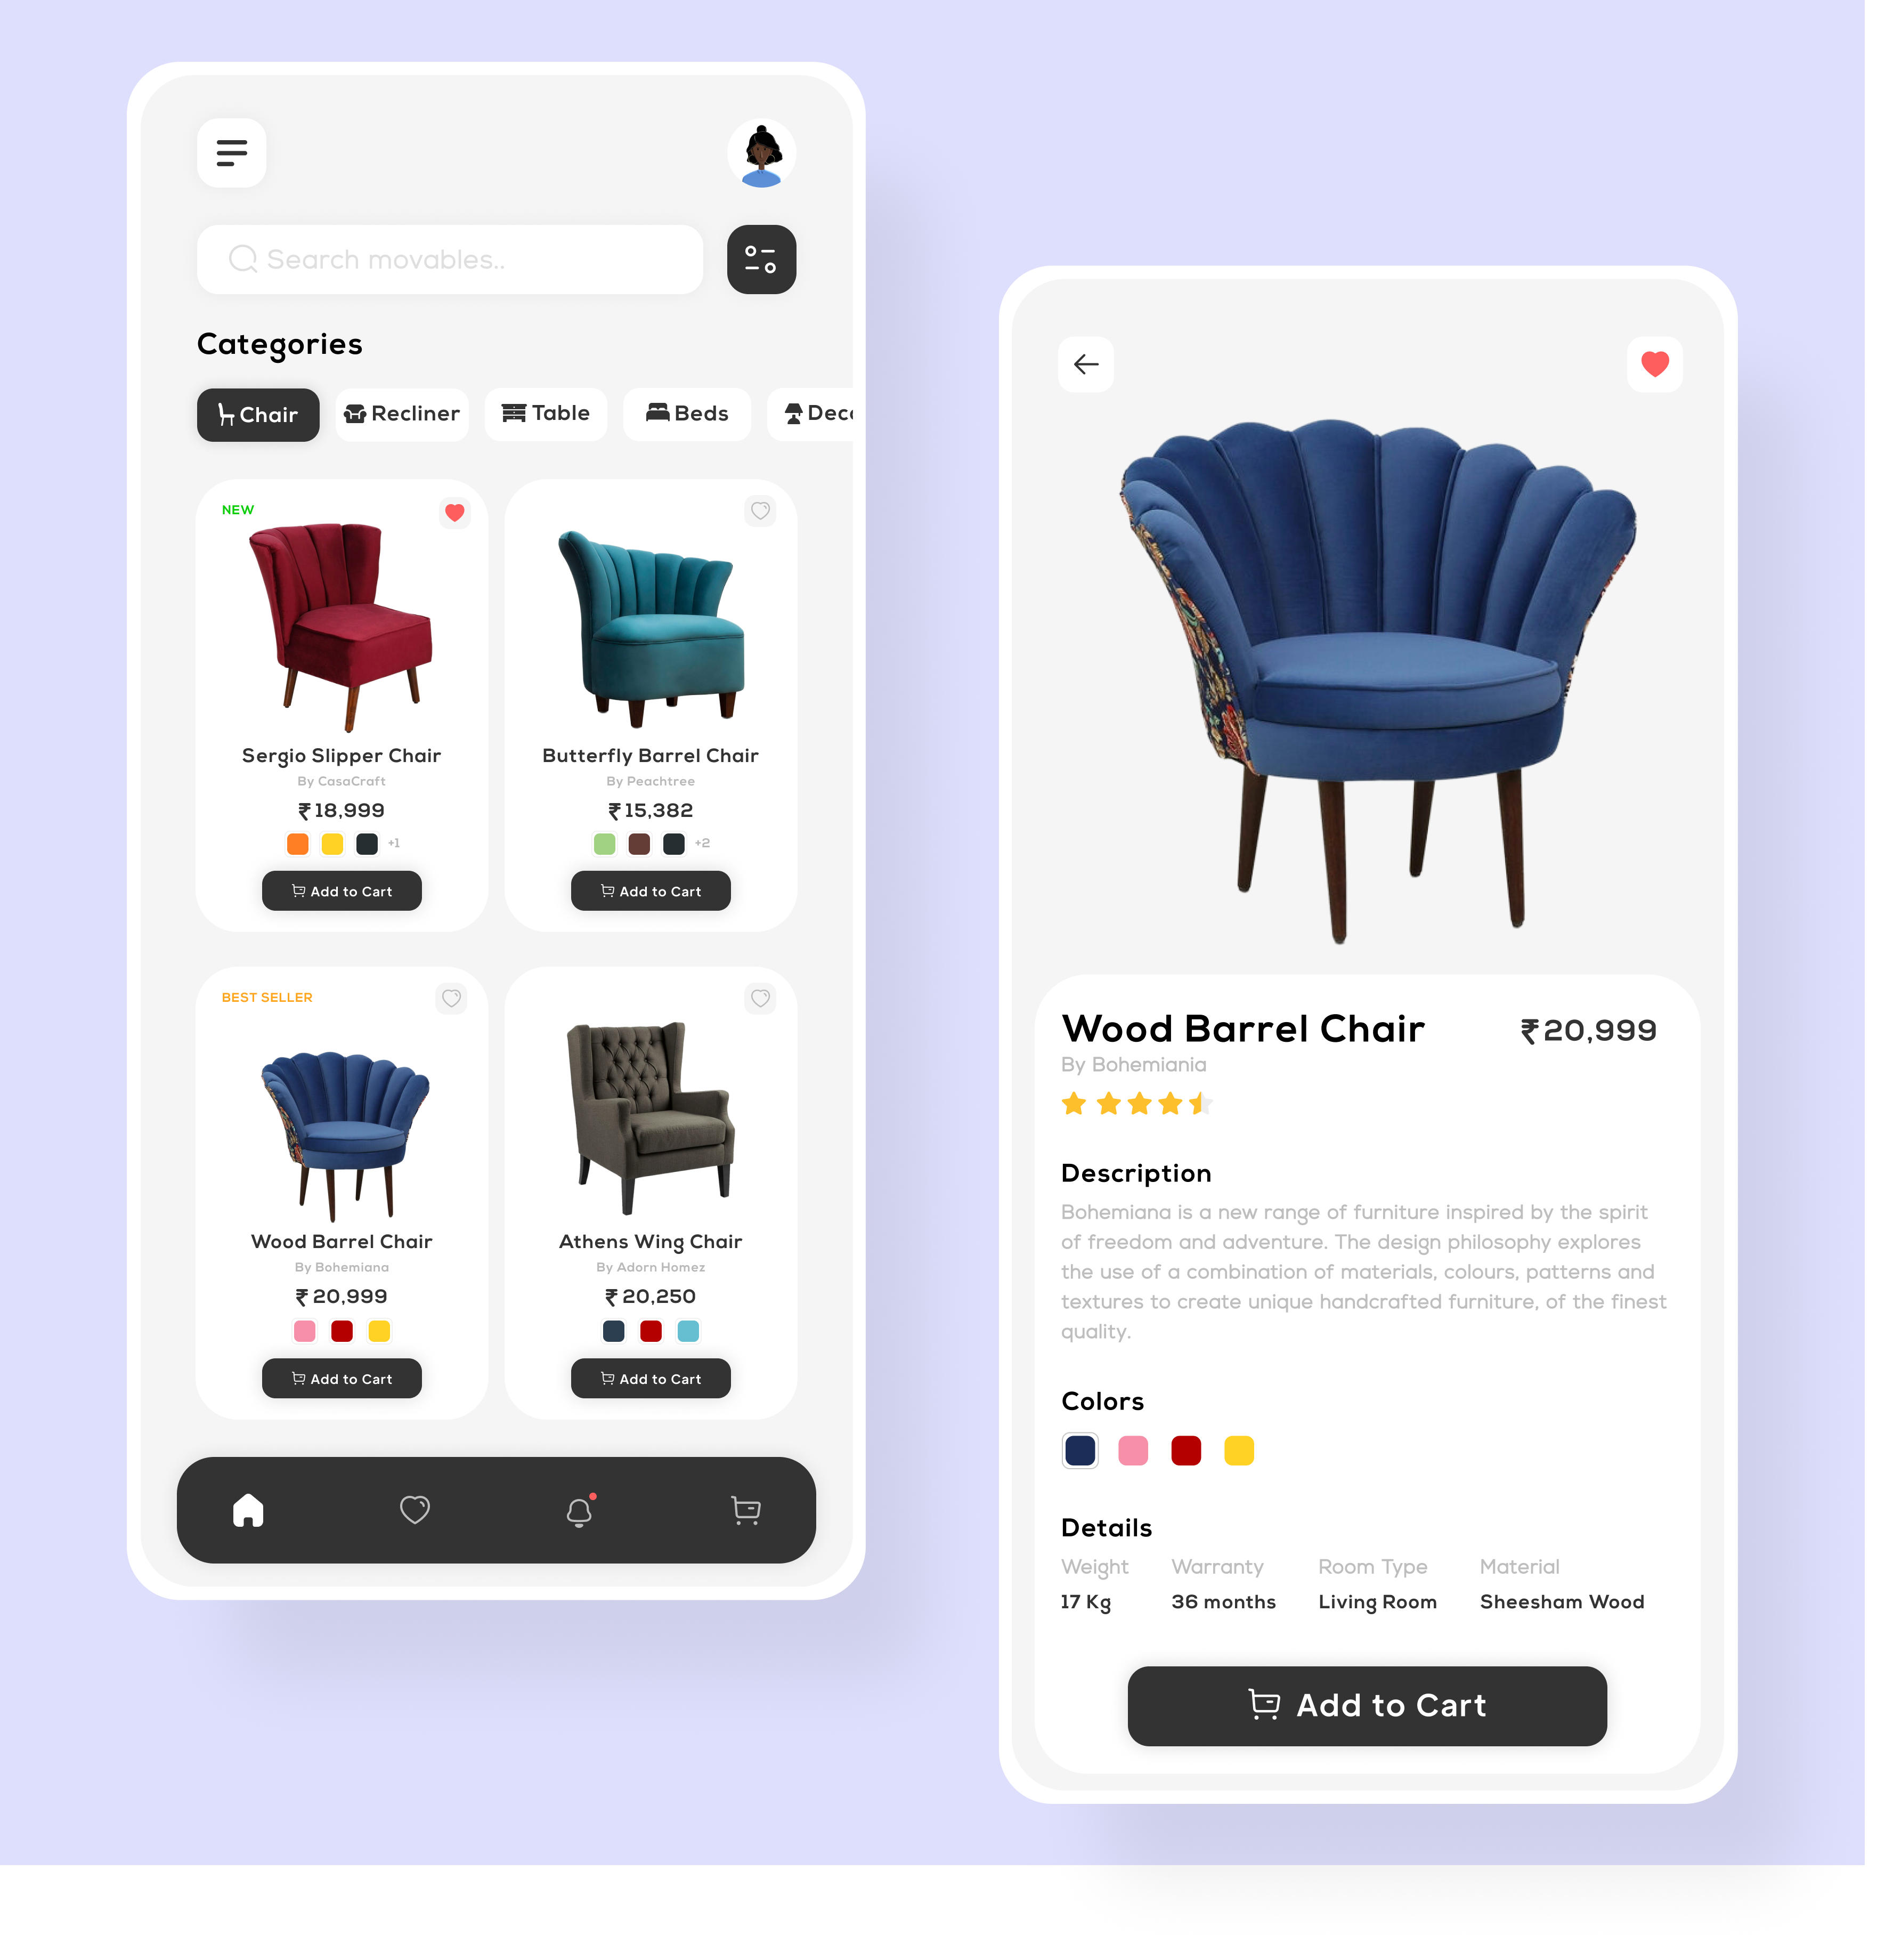 Search movables..
Categories
Chair
Recliner
Table
Beds
Deco
NEW
Sergio Slipper Chair
By CasaCraft
₹ 18,999
+1
Add to Cart
Butterfly Barrel Chair
By Peachtree
₹ 15,382
+2
Add to Cart
BEST SELLER
Wood Barrel Chair
By Bohemiana
₹ 20,999
Add to Cart
Athens Wing Chair
By Adorn Homez
₹ 20,250
Add to Cart
Wood Barrel Chair
₹ 20,999
By Bohemiania
Description
Bohemiana is a new range of furniture inspired by the spirit
of freedom and adventure. The design philosophy explores
the use of a combination of materials, colours, patterns and
textures to create unique handcrafted furniture, of the finest
quality.
Colors
Details
Weight Warranty Room Type Material
17 Kg 36 months Living Room Sheesham Wood
Add to Cart